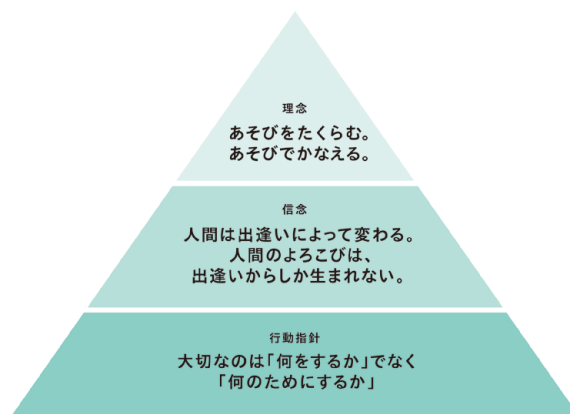 理念
あそびをたくらむ。
あそびでかなえる。
信念
人間は出逢いによって変わる。
人間のよろこびは、
出逢いからしか生まれない。
行動指針
大切なのは「何をするか」でなく
「何のためにするか」